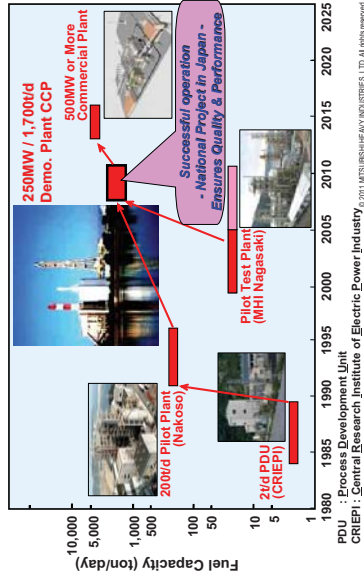 250MW / 1,700t/d
Demo. Plant CCP
500MW or More
Commercial Plant
200t/d Pilot Plant
(Nakoso)
Successful operation
- National Project in Japan -
Ensures Quality & Performance
2t/d PDU
(CRIEPI)
Pilot Test Plant
(MHI Nagasaki)
Fuel Capacity (ton/day)
10,000
5,000
1,000
500
100
50
10
5
1
1980
1985
1990
1995
2000
2005
2010
2015
2020
2025
PDU : Process Development Unit
CRIEPI : Central Research Institute of Electric Power Industry
© 2011 MITSUBISHI HEAVY INDUSTRIES, LTD. All rights reserved